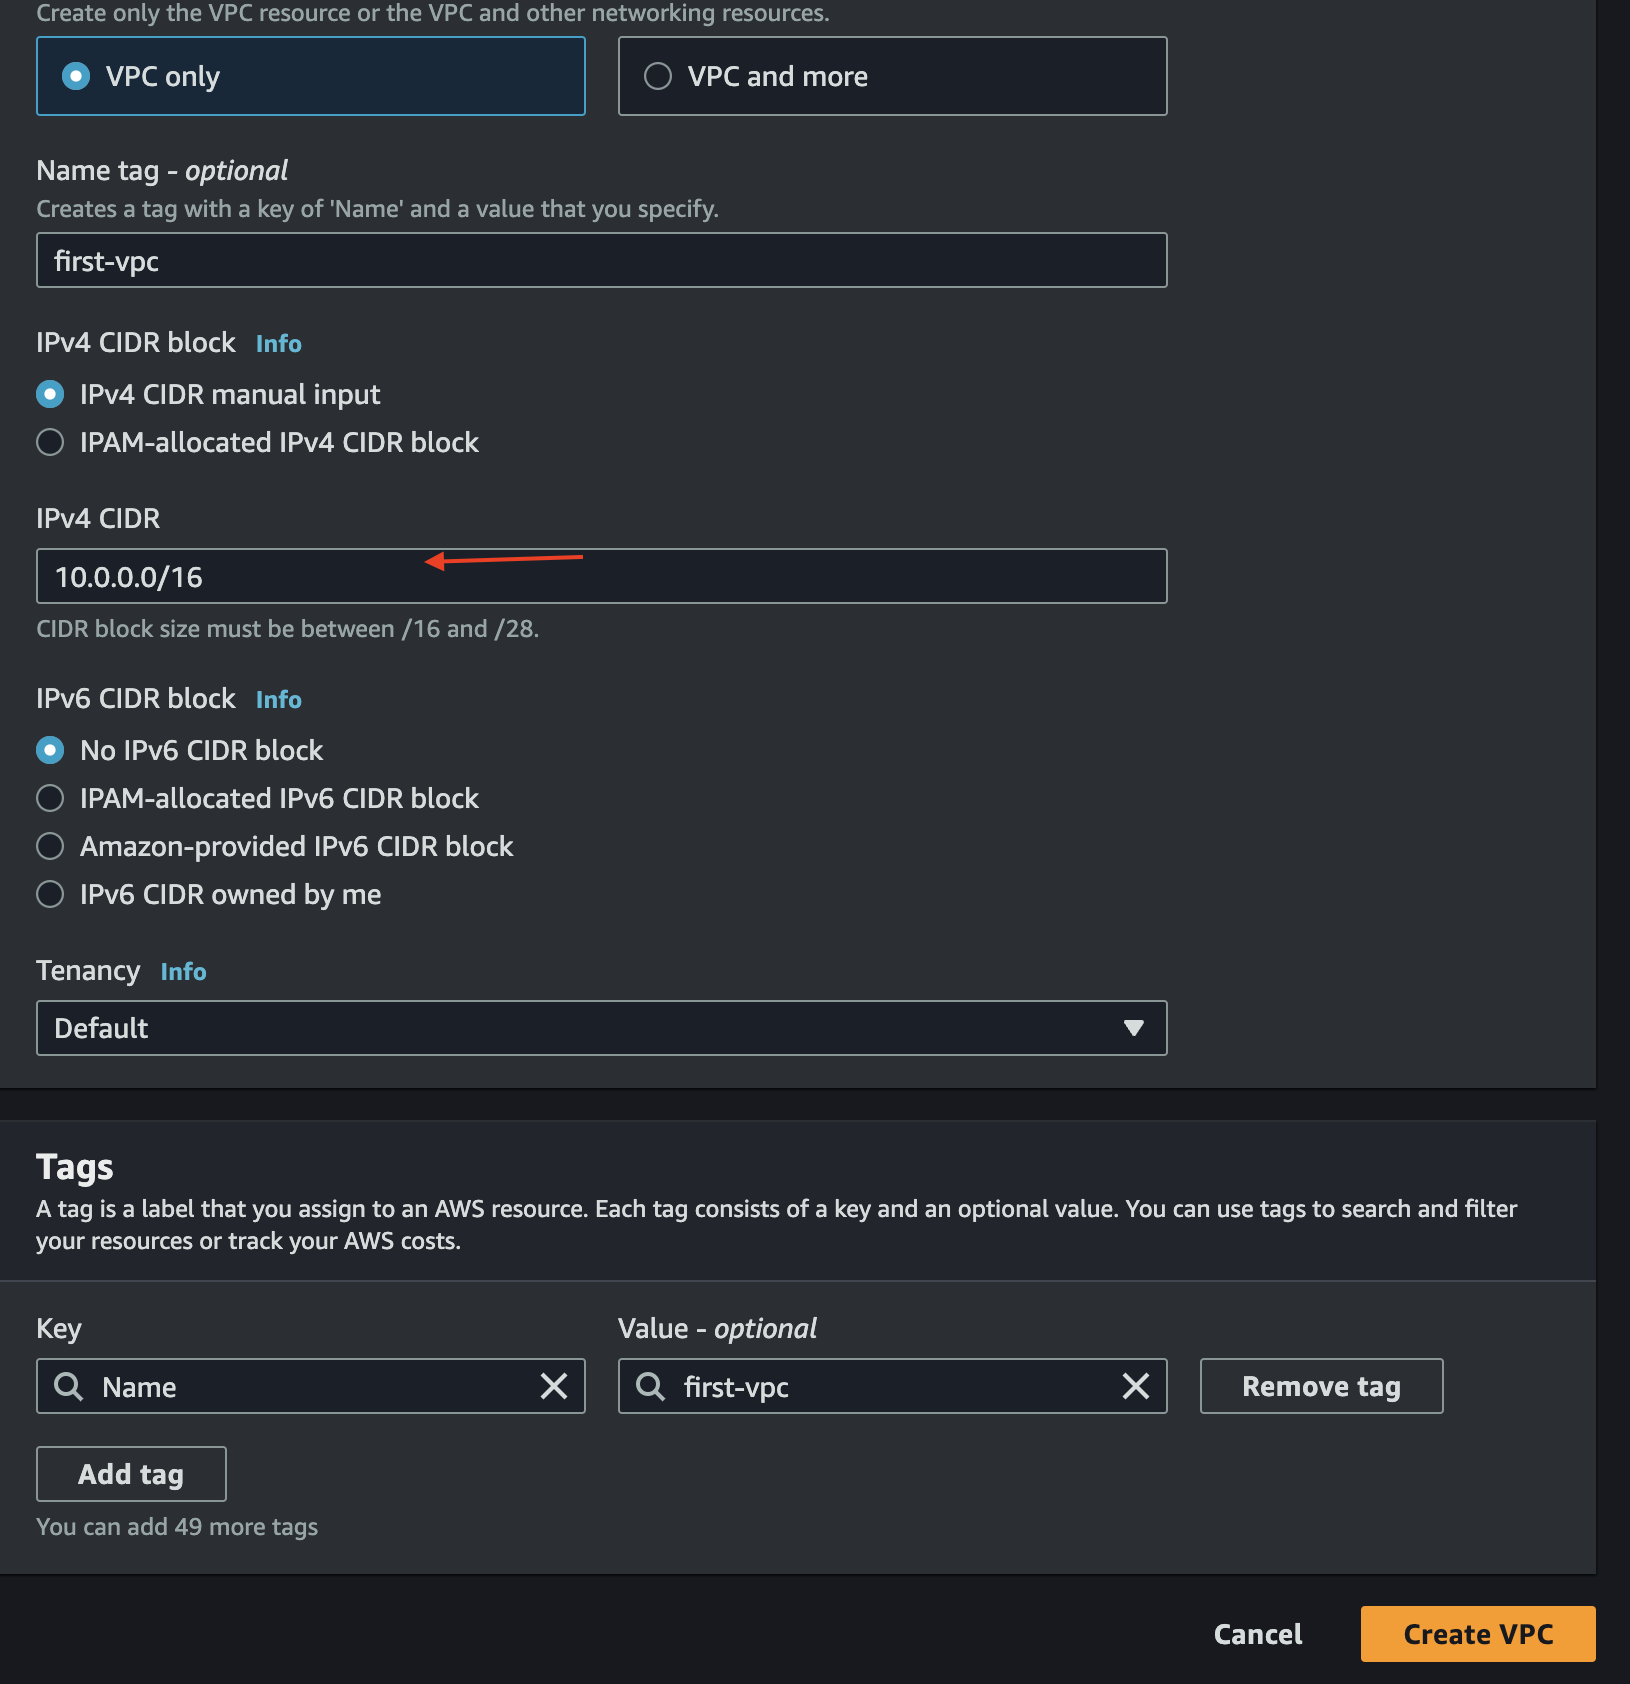 Create only the VPC resource or the VPC and other networking resources.
VPC only
VPC and more
Name tag - optional
Creates a tag with a key of 'Name' and a value that you specify.
first-vpc
IPv4 CIDR block Info
IPv4 CIDR manual input
IPAM-allocated IPv4 CIDR block
IPv4 CIDR
10.0.0.0/16
CIDR block size must be between /16 and /28.
IPv6 CIDR block Info
No IPv6 CIDR block
IPAM-allocated IPv6 CIDR block
Amazon-provided IPv6 CIDR block
IPv6 CIDR owned by me
Tenancy Info
Default
Tags
A tag is a label that you assign to an AWS resource. Each tag consists of a key and an optional value. You can use tags to search and filter
your resources or track your AWS costs.
Key
Value - optional
Name
first-vpc
Remove tag
Add tag
You can add 49 more tags
Cancel
Create VPC